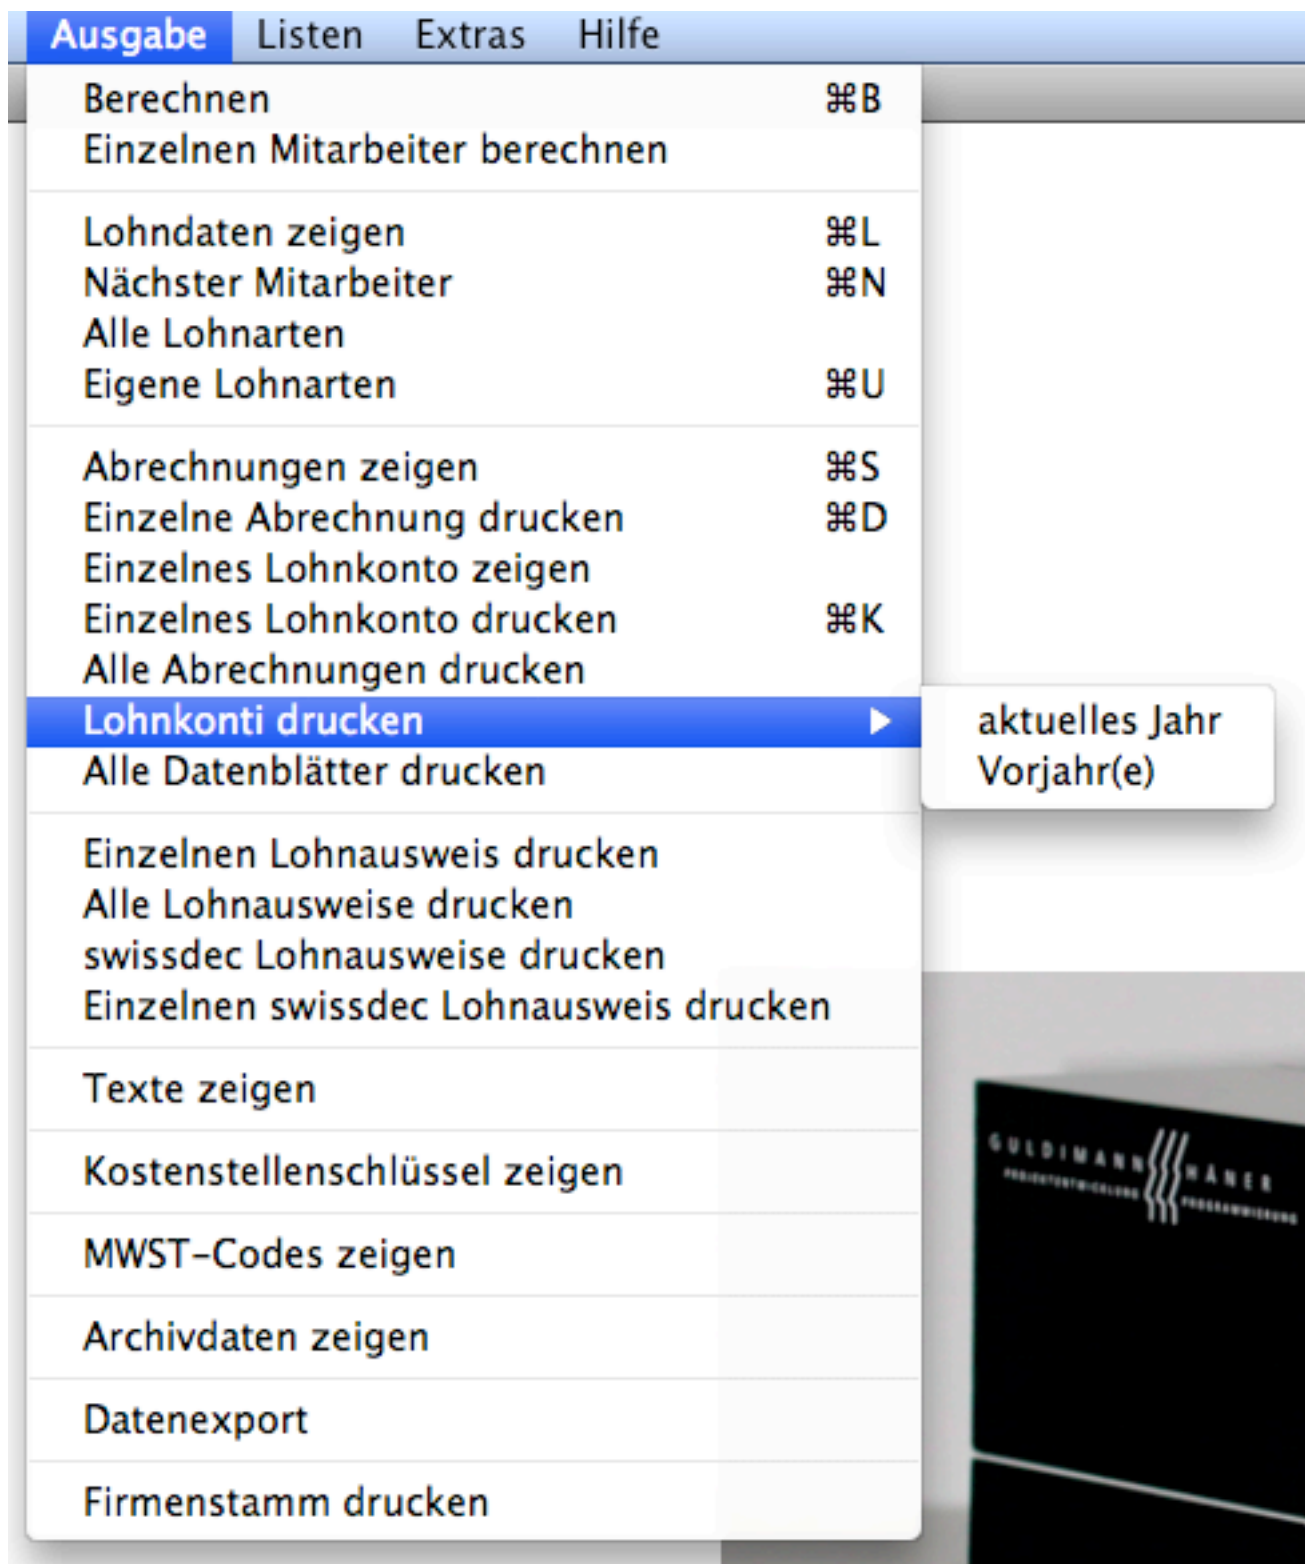 Ausgabe Listen Extras Hilfe
Berechnen ⌘B
Einzelnen Mitarbeiter berechnen
Lohndaten zeigen ⌘L
Nächster Mitarbeiter ⌘N
Alle Lohnarten
Eigene Lohnarten ⌘U
Abrechnungen zeigen ⌘S
Einzelne Abrechnung drucken ⌘D
Einzelnes Lohnkonto zeigen
Einzelnes Lohnkonto drucken ⌘K
Alle Abrechnungen drucken
Lohnkonti drucken ▶
aktuelles Jahr
Vorjahr(e)
Alle Datenblätter drucken
Einzelnen Lohnausweis drucken
Alle Lohnausweise drucken
swissdec Lohnausweise drucken
Einzelnen swissdec Lohnausweis drucken
Texte zeigen
Kostenstellenschlüssel zeigen
MWST-Codes zeigen
Archivdaten zeigen
Datenexport
Firmenstamm drucken
GULDIMANN HÄNER
PROJEKTENTWICKLUNG PROGRAMMIERUNG